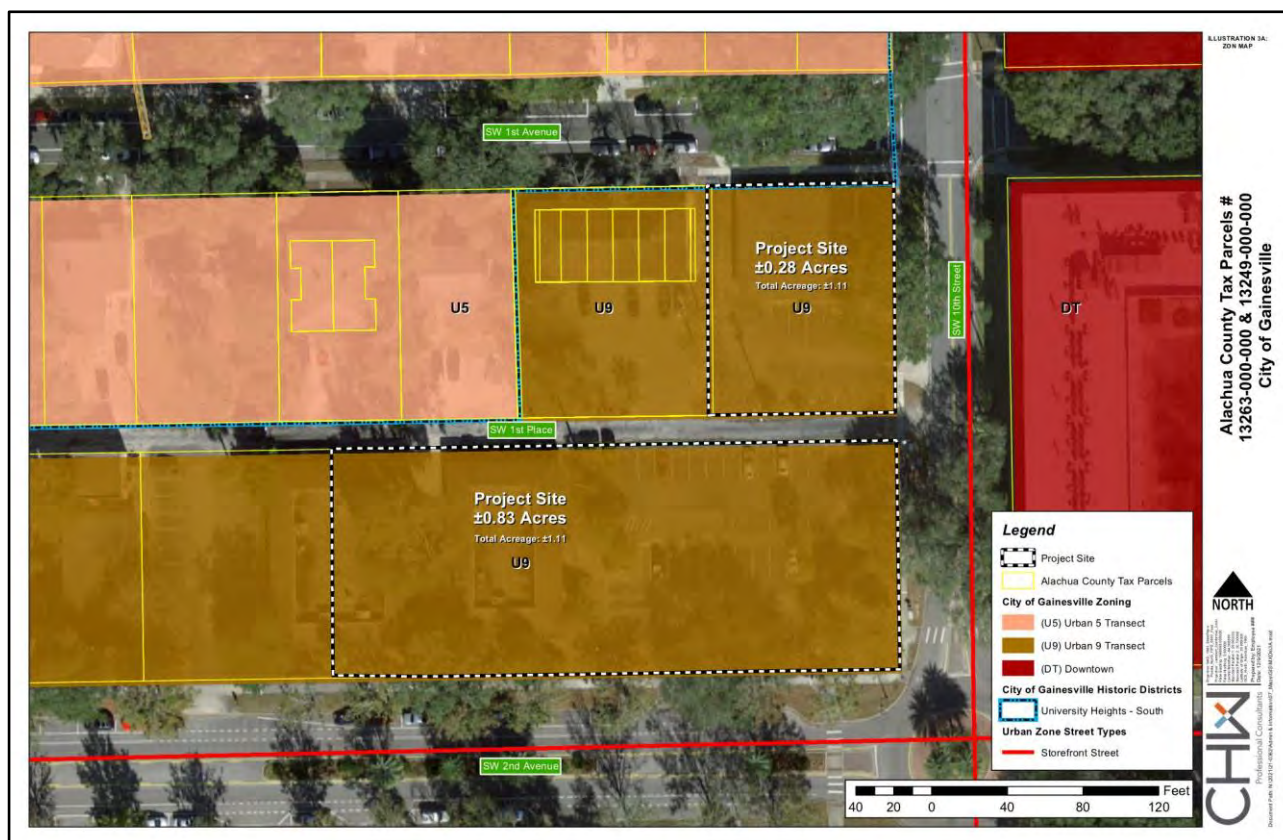 ILLUSTRATION 3A:
ZON MAP
SW 1st Avenue
Project Site
±0.28 Acres
Total Acreage: ±1.11
U9
U9
U5
SW 10th Street
DT
SW 1st Place
Project Site
±0.83 Acres
Total Acreage: ±1.11
U9
SW 2nd Avenue
Legend
Project Site
Alachua County Tax Parcels
City of Gainesville Zoning
(U5) Urban 5 Transect
(U9) Urban 9 Transect
(DT) Downtown
City of Gainesville Historic Districts
University Heights - South
Urban Zone Street Types
Storefront Street
40 20 0 40 80 120 Feet
Alachua County Tax Parcels #
13263-000-000 & 13249-000-000
City of Gainesville
NORTH
CHW
Professional Consultants